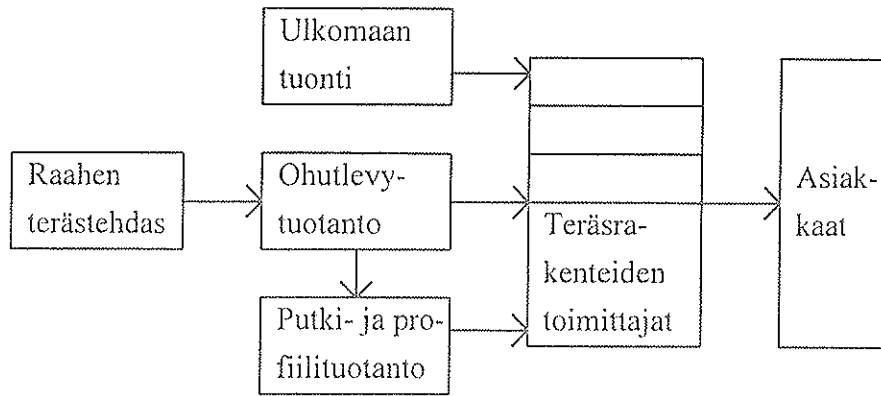 Ulkomaan
tuonti
Raahen
terästehdas
Ohutlevy-
tuotanto
Putki- ja pro-
fiilituotanto
Teräsra-
kenteiden
toimittajat
Asiak-
kaat